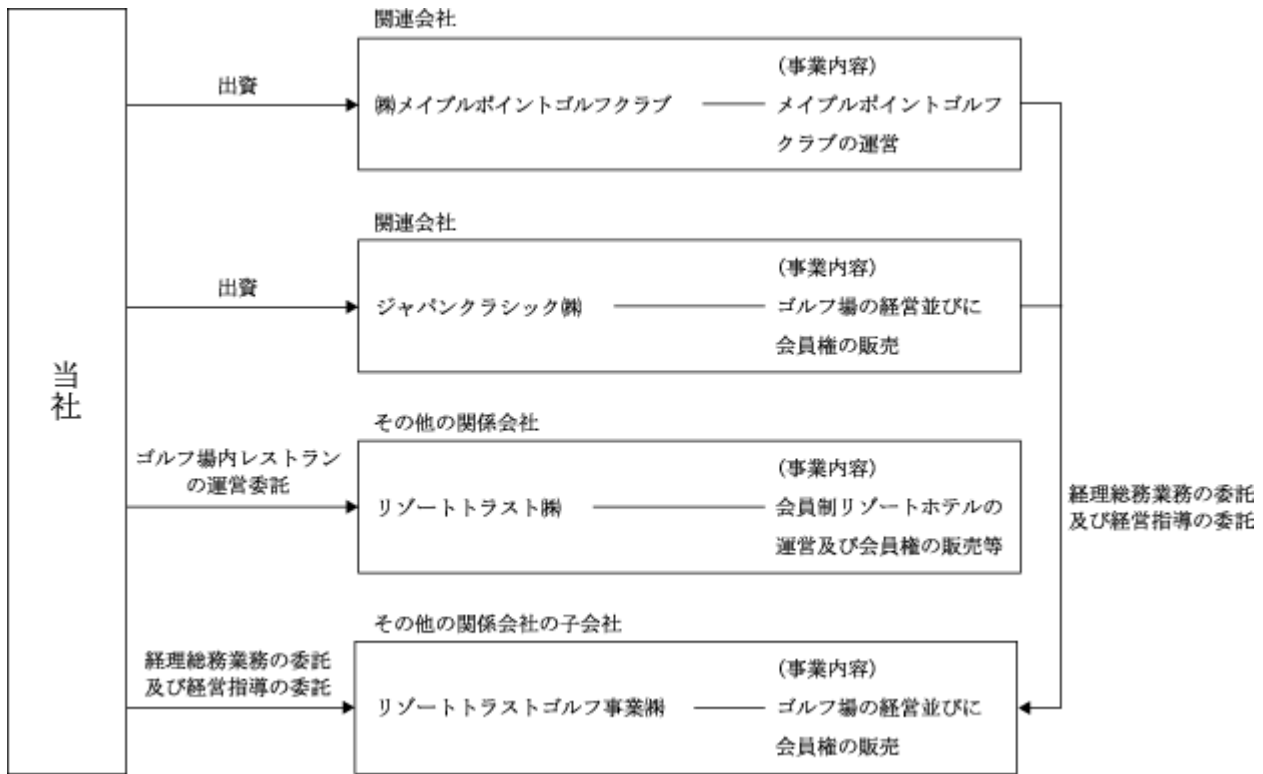 当社
関連会社
出資
㈱メイプルポイントゴルフクラブ
(事業内容)
メイプルポイントゴルフ
クラブの運営
関連会社
出資
ジャパンクラシック㈱
(事業内容)
ゴルフ場の経営並びに
会員権の販売
その他の関係会社
ゴルフ場内レストラン
の運営委託
リゾートトラスト㈱
(事業内容)
会員制リゾートホテルの
運営及び会員権の販売等
経理総務業務の委託
及び経営指導の委託
その他の関係会社の子会社
経理総務業務の委託
及び経営指導の委託
リゾートトラストゴルフ事業㈱
(事業内容)
ゴルフ場の経営並びに
会員権の販売